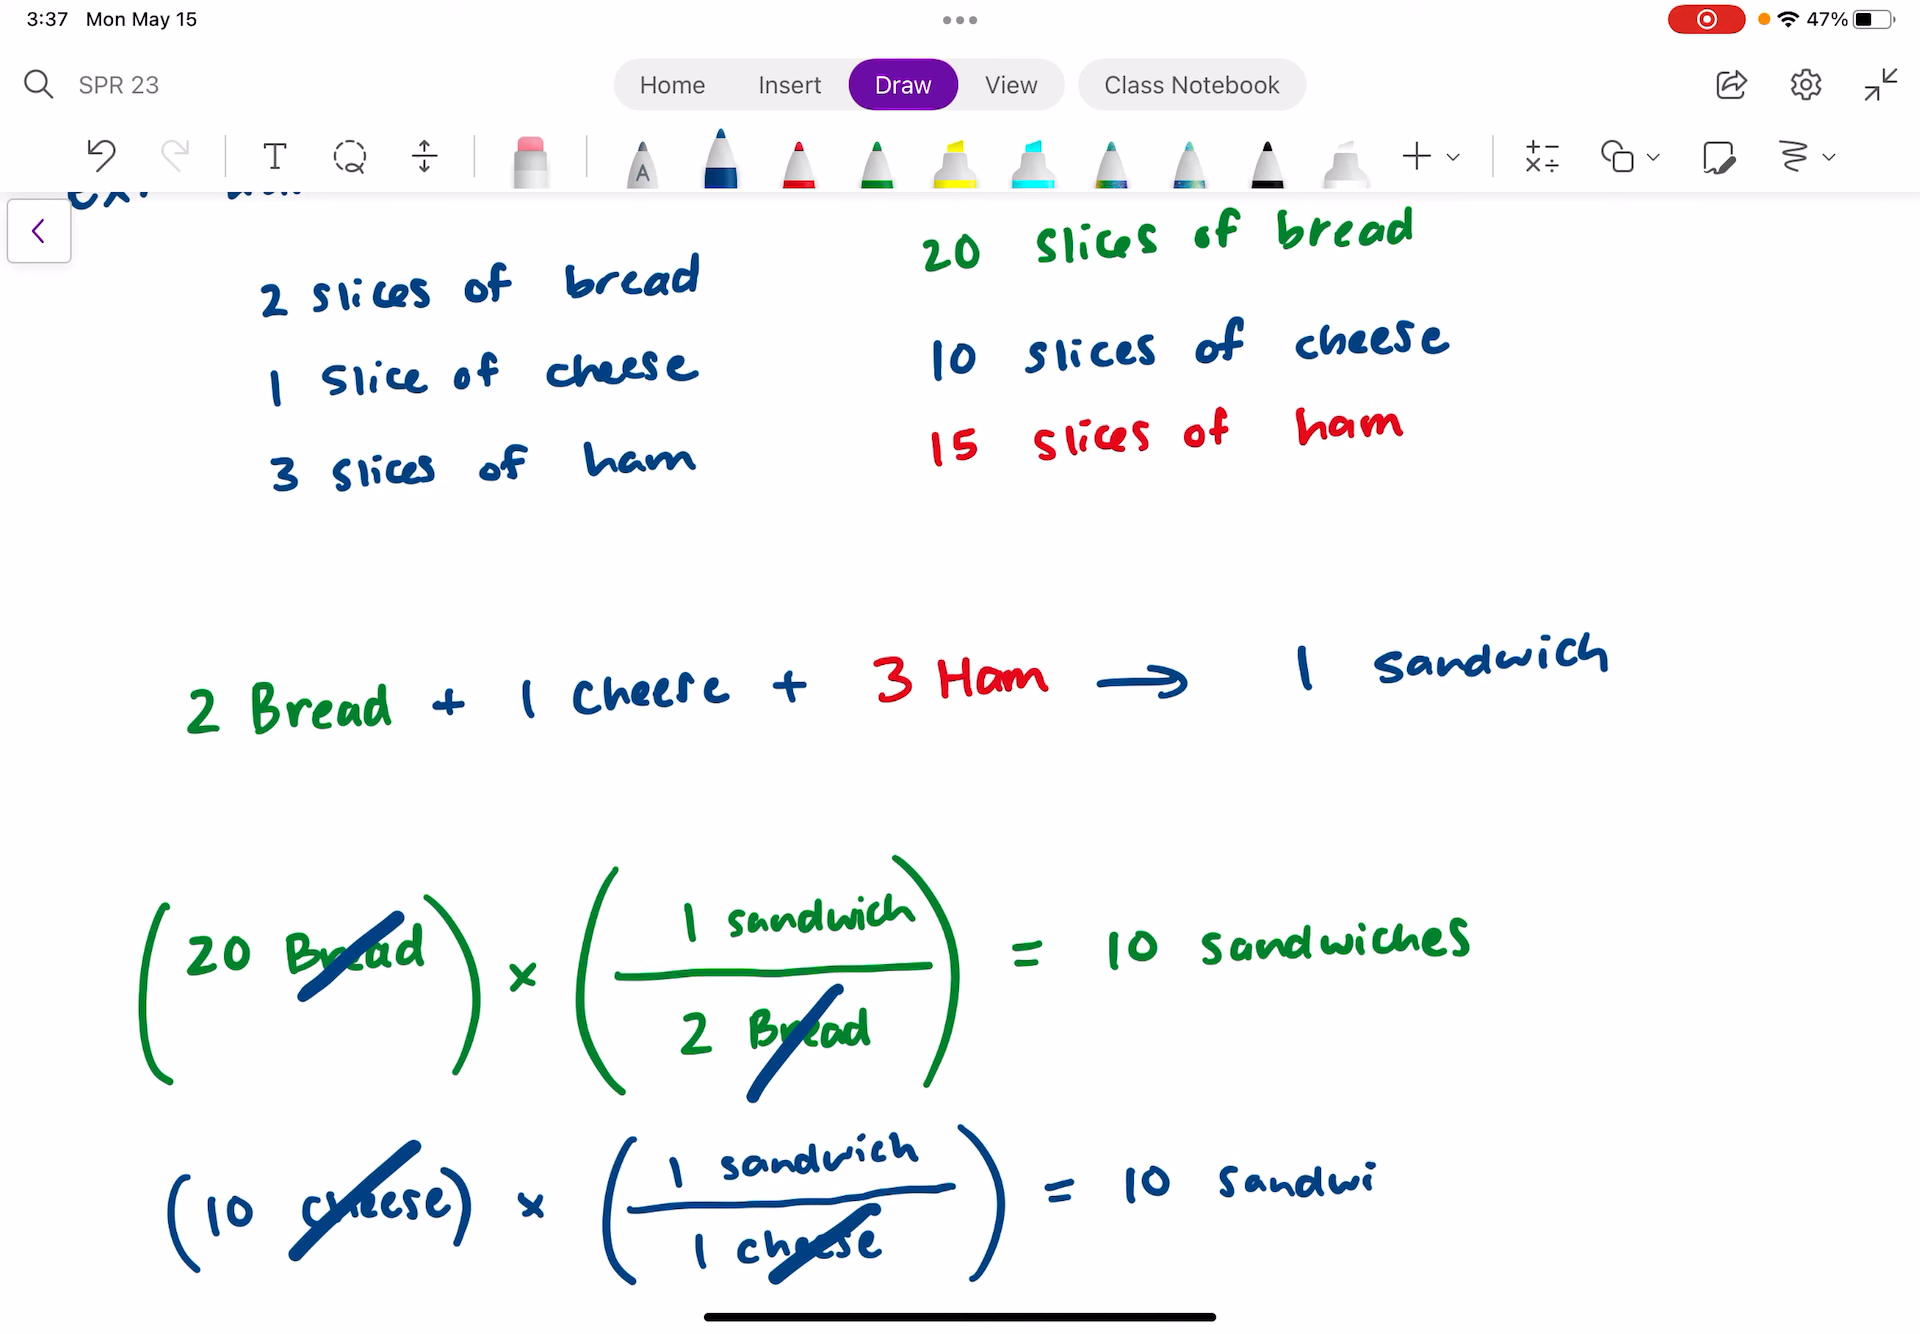 3:37 Mon May 15
47%
SPR 23
Home Insert Draw View Class Notebook
T
A
20 slices of bread
2 slices of bread
10 slices of cheese
1 slice of cheese
15 slices of ham
3 slices of ham
2 Bread + 1 cheese + 3 Ham → 1 sandwich
(20 Bread) x (1 sandwich
2 Bread) = 10 sandwiches
(10 cheese) x (1 sandwich
1 cheese) = 10 sandwi